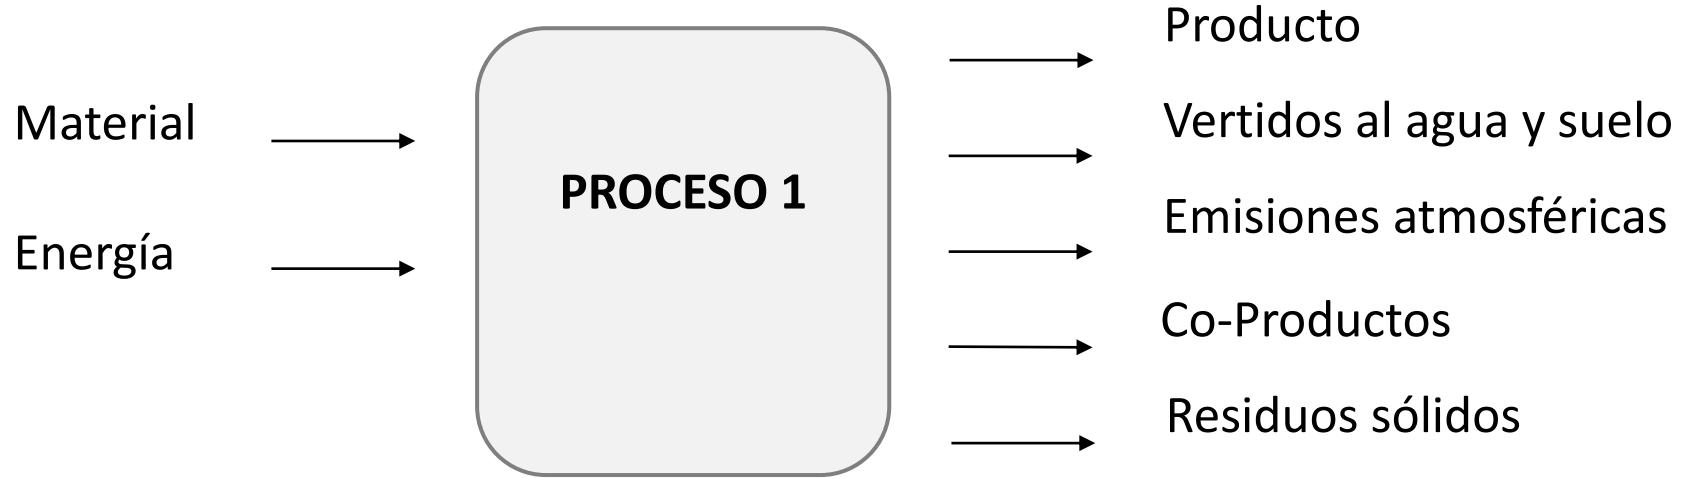 Material
Energía
PROCESO 1
Producto
Vertidos al agua y suelo
Emisiones atmosféricas
Co-Productos
Residuos sólidos